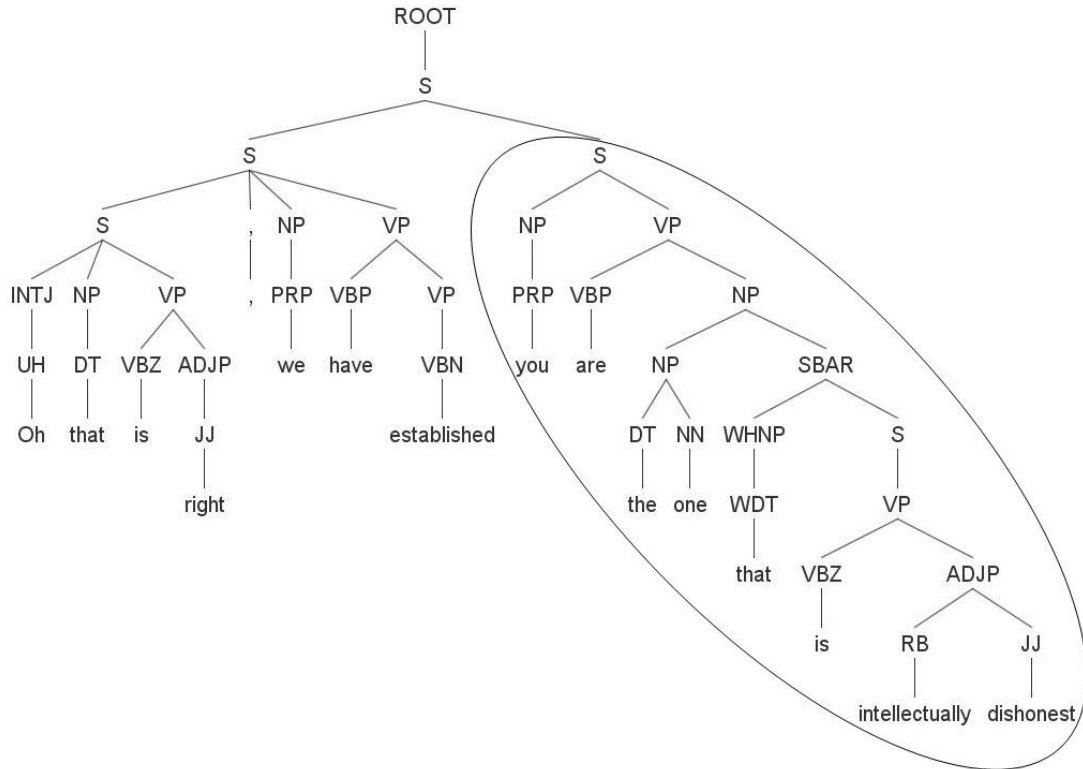 ROOT
S
S S
S , NP VP NP VP
INTJ NP VP , PRP VBP VP PRP VBP NP
UH DT VBZ ADJP we have VBN you are NP SBAR
Oh that is JJ established DT NN WHNP S
right the one WDT VP
that VBZ ADJP
is RB JJ
intellectually dishonest